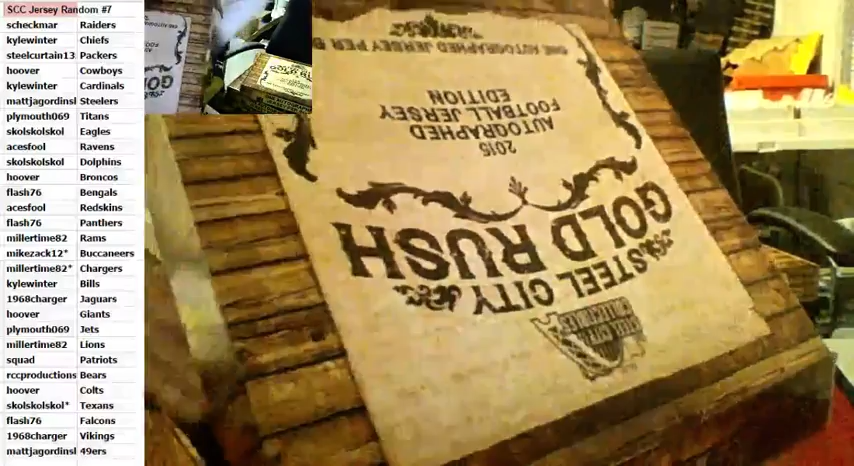 SCC Jersey Random #7
scheckmar Raiders
kylewinter Chiefs
steelcurtain13 Packers
hoover Cowboys
kylewinter Cardinals
mattjagordinsl Steelers
plymouth069 Titans
skolskolskol Eagles
acesfool Ravens
skolskolskol Dolphins
hoover Broncos
flash76 Bengals
acesfool Redskins
flash76 Panthers
millertime82 Rams
mikezack12* Buccaneers
millertime82* Chargers
kylewinter Bills
1968charger Jaguars
hoover Giants
plymouth069 Jets
millertime82 Lions
squad Patriots
rccproductions Bears
hoover Colts
skolskolskol* Texans
flash76 Falcons
1968charger Vikings
mattjagordinsl 49ers
STEEL CITY
COLLECTIBLES
STEEL CITY
GOLD RUSH
2015
AUTOGRAPHED
FOOTBALL JERSEY
EDITION
ONE AUTOGRAPHED JERSEY PER B